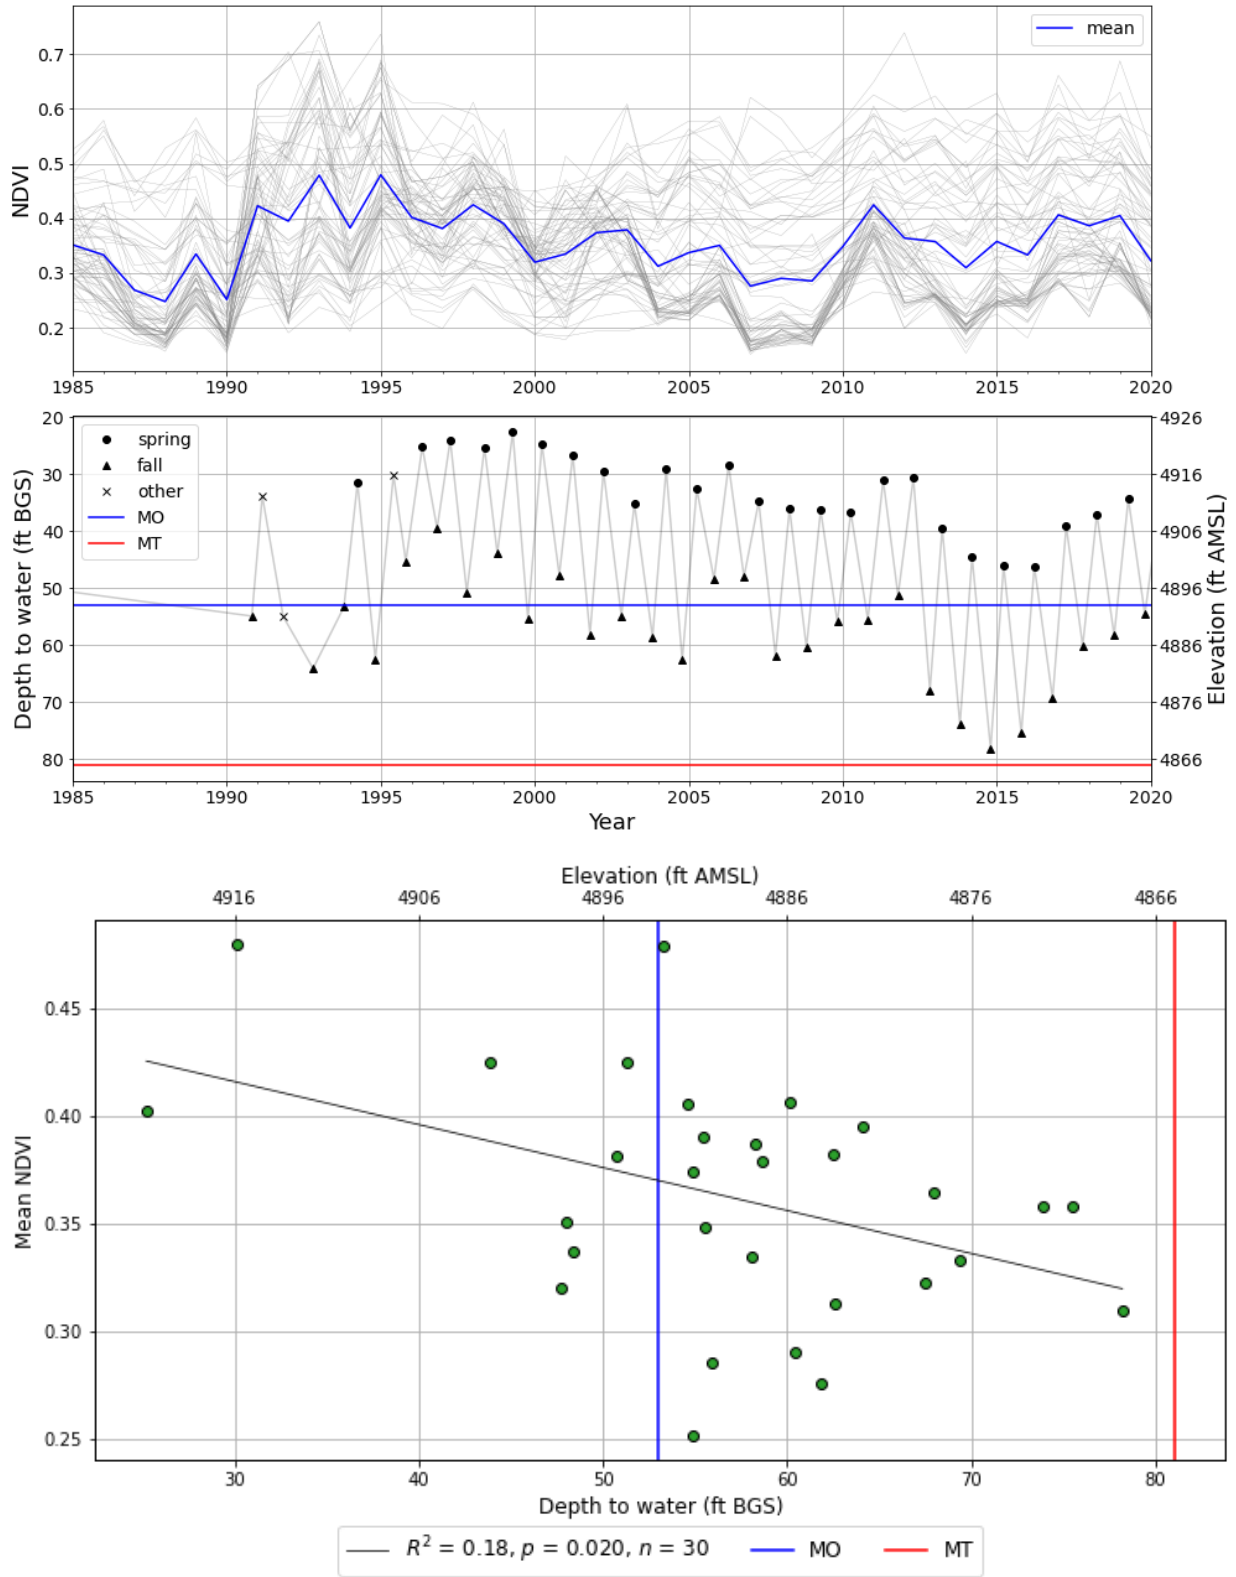 mean
NDVI
0.7
0.6
0.5
0.4
0.3
0.2
1985 1990 1995 2000 2005 2010 2015 2020
spring
fall
other
MO
MT
Depth to water (ft BGS)
20
30
40
50
60
70
80
4926
4916
4906
4896
4886
4876
4866
Elevation (ft AMSL)
1985 1990 1995 2000 2005 2010 2015 2020
Year
Elevation (ft AMSL)
4916 4906 4896 4886 4876 4866
Mean NDVI
0.45
0.40
0.35
0.30
0.25
30 40 50 60 70 80
Depth to water (ft BGS)
R² = 0.18, p = 0.020, n = 30 MO MT